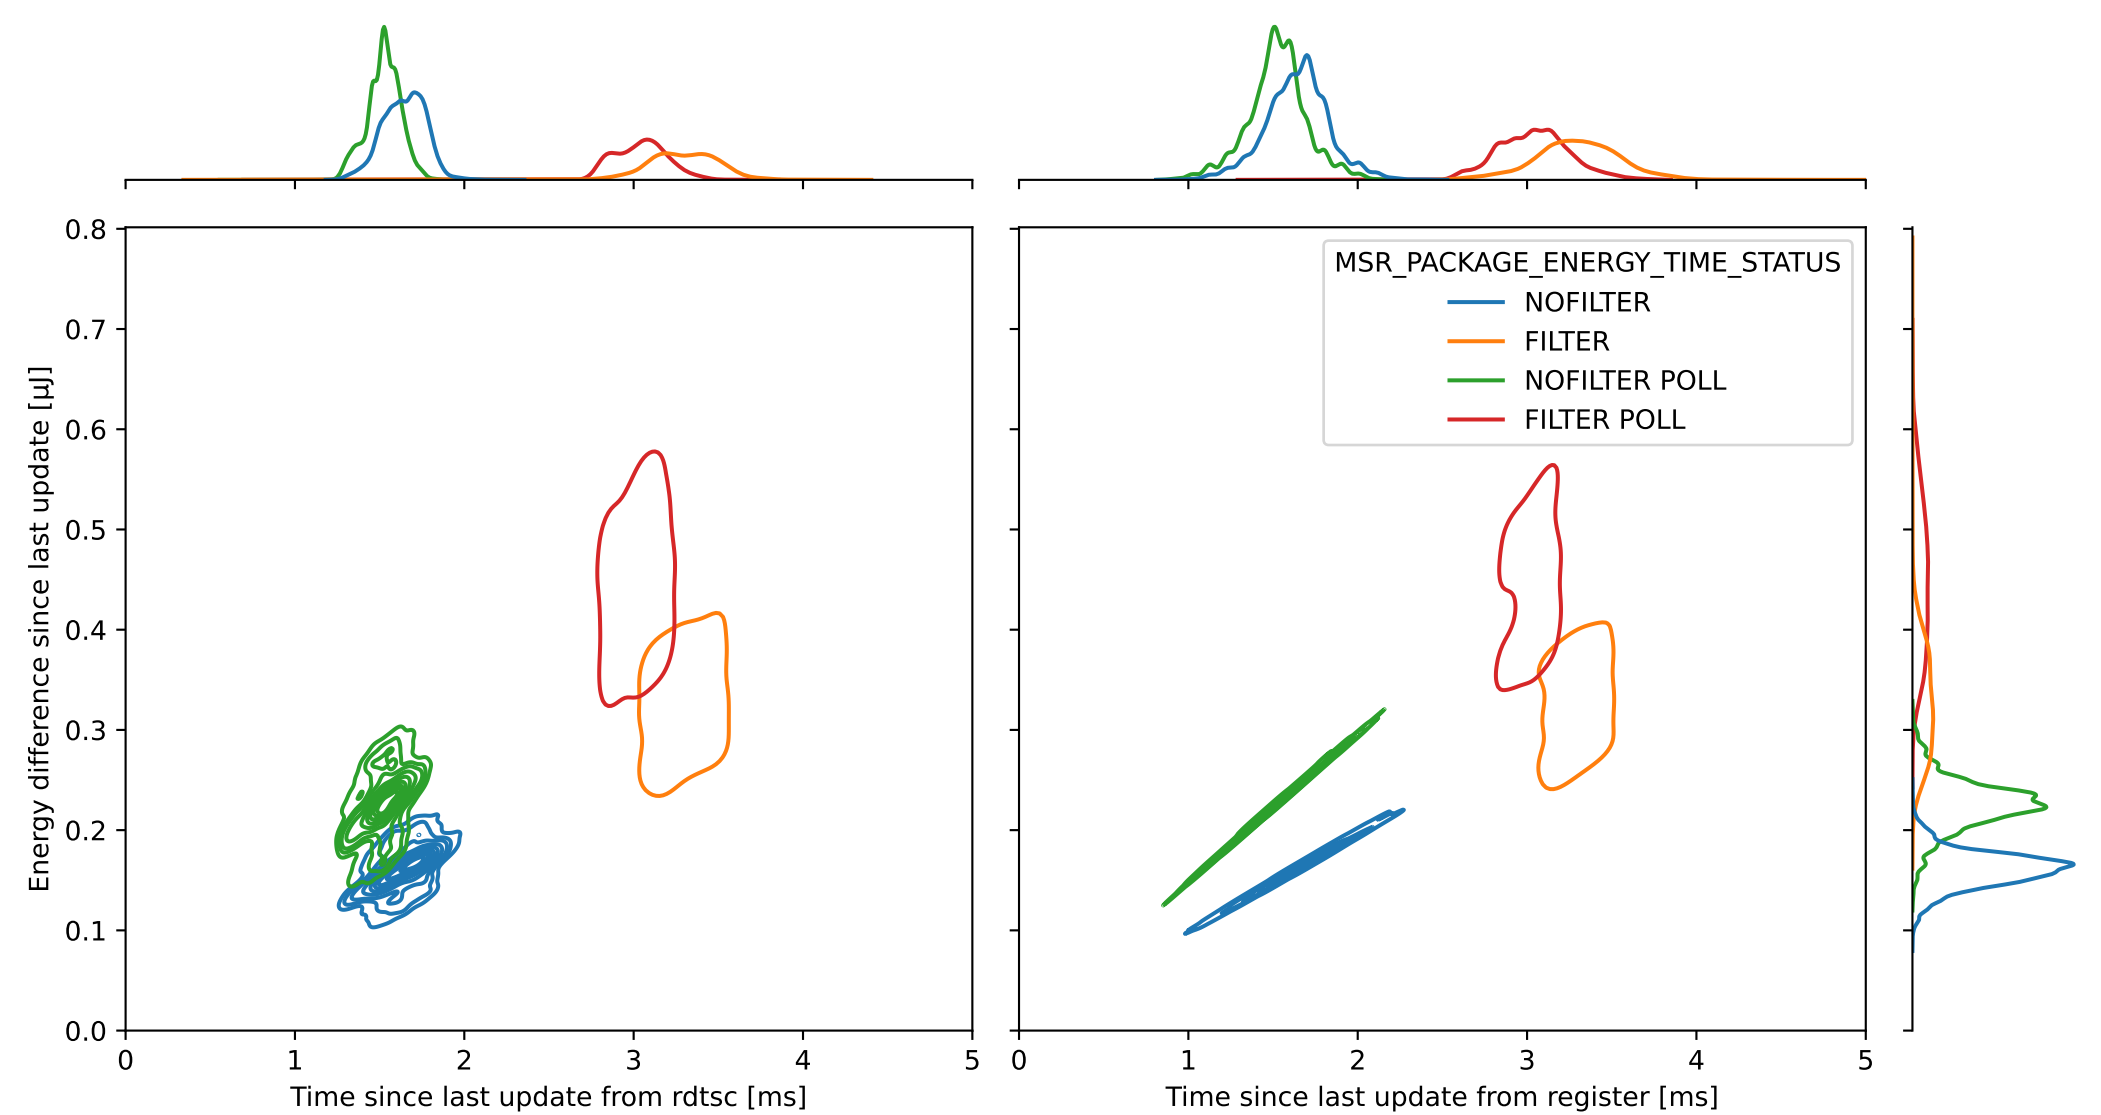 0.8
0.7
0.6
0.5
0.4
0.3
0.2
0.1
0.0
Energy difference since last update [µJ]
0 1 2 3 4 5
Time since last update from rdtsc [ms]
MSR_PACKAGE_ENERGY_TIME_STATUS
NOFILTER
FILTER
NOFILTER POLL
FILTER POLL
0 1 2 3 4 5
Time since last update from register [ms]